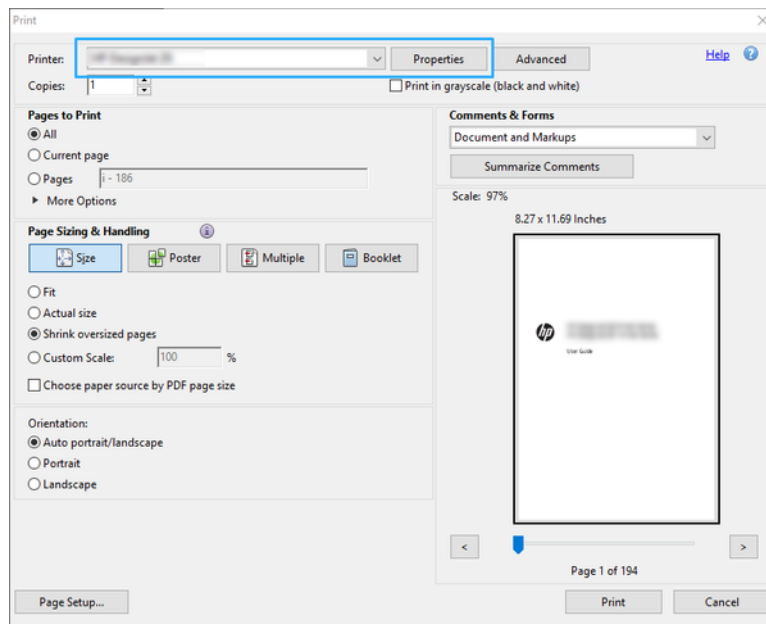 Print
Printer:
Properties
Advanced
Help
?
Copies:
1
Print in grayscale (black and white)
Pages to Print
All
Current page
Pages
i - 186
More Options
Comments & Forms
Document and Markups
Summarize Comments
Page Sizing & Handling
i
Size
Poster
Multiple
Booklet
Fit
Actual size
Shrink oversized pages
Custom Scale:
100
%
Choose paper source by PDF page size
Orientation:
Auto portrait/landscape
Portrait
Landscape
Scale: 97%
8.27 x 11.69 Inches
hp
User Guide
<
>
Page 1 of 194
Page Setup...
Print
Cancel